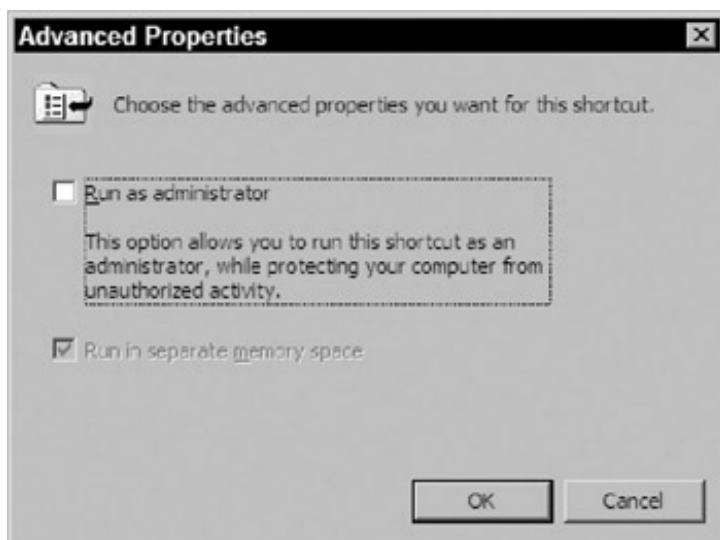 Advanced Properties
Choose the advanced properties you want for this shortcut.
Run as administrator
This option allows you to run this shortcut as an
administrator, while protecting your computer from
unauthorized activity.
Run in separate memory space
OK
Cancel